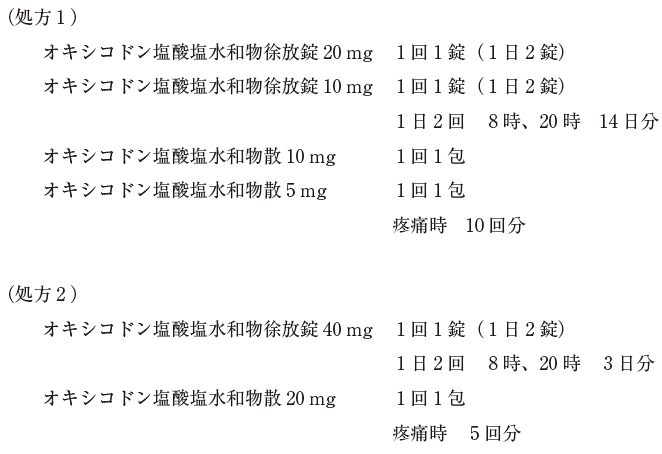 (処方１)
オキシコドン塩酸塩水和物徐放錠 20 mg　１回１錠（１日２錠）
オキシコドン塩酸塩水和物徐放錠 10 mg　１回１錠（１日２錠）
１日２回　８時、20 時　14 日分
オキシコドン塩酸塩水和物散 10 mg　１回１包
オキシコドン塩酸塩水和物散 5 mg　１回１包
疼痛時　10 回分
(処方２)
オキシコドン塩酸塩水和物徐放錠 40 mg　１回１錠（１日２錠）
１日２回　８時、20 時　３日分
オキシコドン塩酸塩水和物散 20 mg　１回１包
疼痛時　５回分